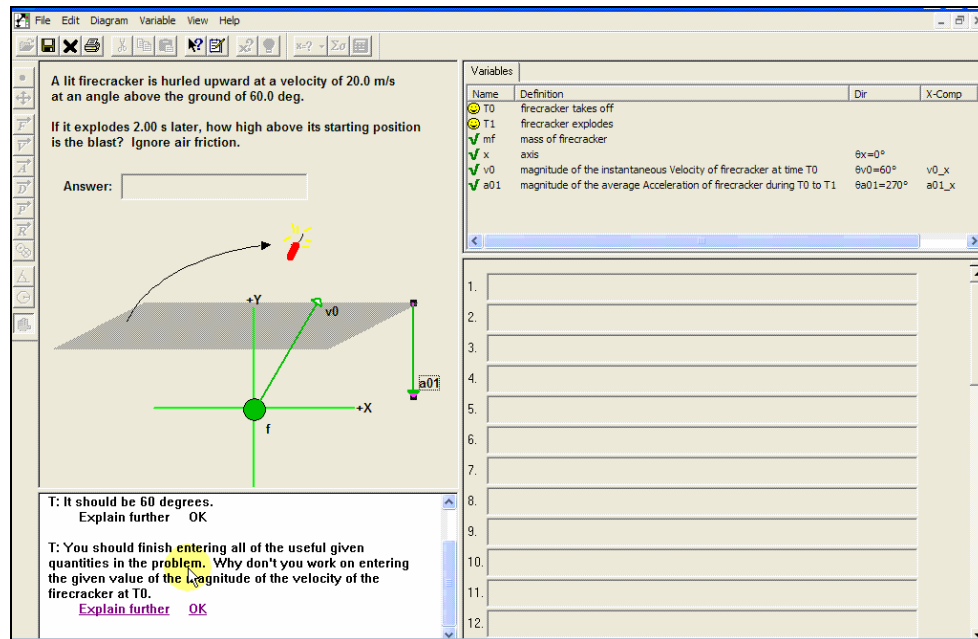 File Edit Diagram Variable View Help
x=? Σσ
A lit firecracker is hurled upward at a velocity of 20.0 m/s
at an angle above the ground of 60.0 deg.
If it explodes 2.00 s later, how high above its starting position
is the blast? Ignore air friction.
Answer:
+Y
v0
a01
+X
f
T: It should be 60 degrees.
Explain further OK
T: You should finish entering all of the useful given
quantities in the problem. Why don't you work on entering
the given value of the magnitude of the velocity of the
firecracker at T0.
Explain further OK
Variables
Name Definition Dir X-Comp
T0 firecracker takes off
T1 firecracker explodes
mf mass of firecracker
x axis θx=0°
v0 magnitude of the instantaneous Velocity of firecracker at time T0 θv0=60° v0_x
a01 magnitude of the average Acceleration of firecracker during T0 to T1 θa01=270° a01_x
1.
2.
3.
4.
5.
6.
7.
8.
9.
10.
11.
12.